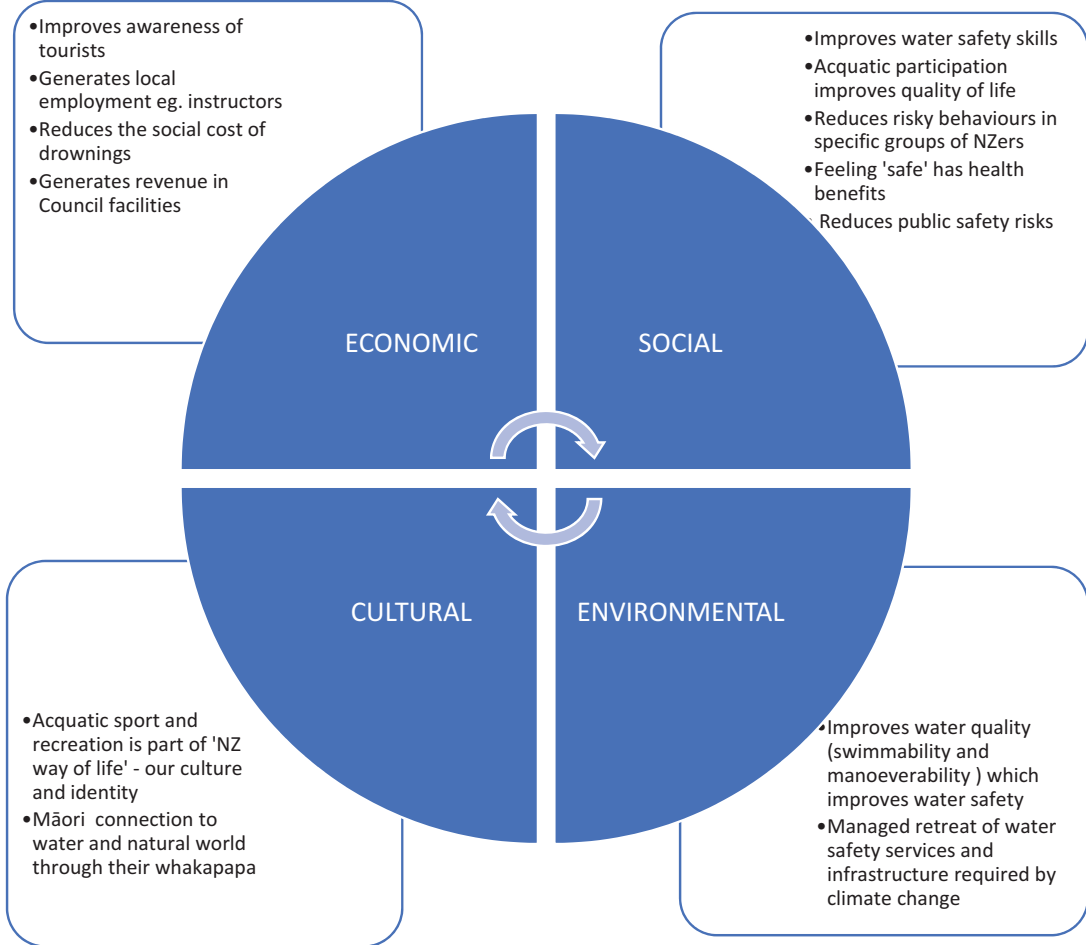 •Improves awareness of
tourists
•Generates local
employment eg. instructors
•Reduces the social cost of
drownings
•Generates revenue in
Council facilities
•Improves water safety skills
•Acquatic participation
improves quality of life
•Reduces risky behaviours in
specific groups of NZers
•Feeling 'safe' has health
benefits
•Reduces public safety risks
ECONOMIC
SOCIAL
CULTURAL
ENVIRONMENTAL
•Acquatic sport and
recreation is part of 'NZ
way of life' - our culture
and identity
•Māori connection to
water and natural world
through their whakapapa
•Improves water quality
(swimmability and
manoeverability ) which
improves water safety
•Managed retreat of water
safety services and
infrastructure required by
climate change